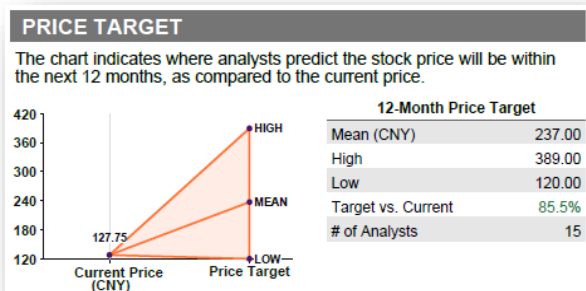 PRICE TARGET
The chart indicates where analysts predict the stock price will be within
the next 12 months, as compared to the current price.
420
360
300
240
180
120
127.75
HIGH
MEAN
LOW
Current Price
(CNY)
Price Target
12-Month Price Target
Mean (CNY) 237.00
High 389.00
Low 120.00
Target vs. Current 85.5%
# of Analysts 15